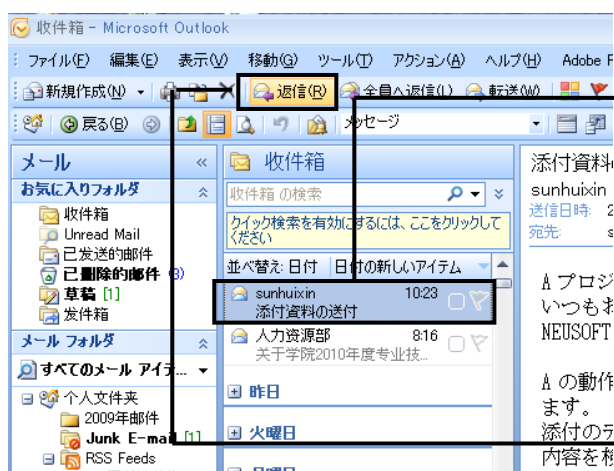 收件箱 - Microsoft Outlook
ファイル(F) 編集(E) 表示(V) 移動(G) ツール(T) アクション(A) ヘルプ(H) Adobe
新規作成(N) 返信(R) 全員へ返信(L) 転送(W)
戻る(B) メッセージ
メール «
お気に入りフォルダ
收件箱
Unread Mail
已发送的邮件
已删除的邮件 (3)
草稿 [1]
发件箱
メール フォルダ
すべてのメール アイテ...
个人文件夹
2009年邮件
Junk E-mail [1]
RSS Feeds
收件箱
收件箱 の検索
クイック検索を有効にするには、ここをクリックして
ください
並べ替え: 日付 日付の新しいアイテム
sunhuixin 10:23
添付資料の送付
人力资源部 8:16
关于学院2010年度专业技...
昨日
火曜日
添付資料
sunhuixin
送信日時: 2
宛先: s
A プロジ
いつもお
NEUSOFT
A の動作
ます。
添付のデ
内容を